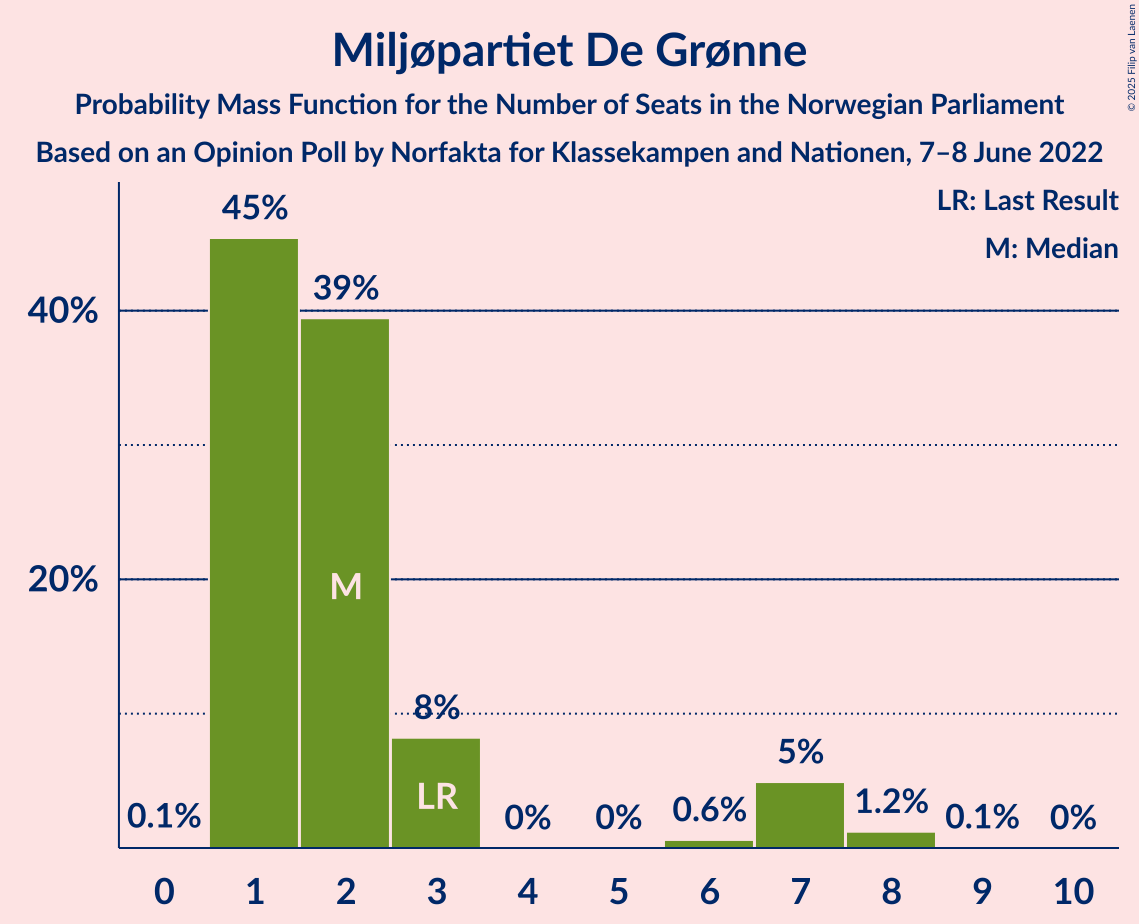 Miljøpartiet De Grønne
Probability Mass Function for the Number of Seats in the Norwegian Parliament
Based on an Opinion Poll by Norfakta for Klassekampen and Nationen, 7–8 June 2022
© 2025 Filip van Laenen
LR: Last Result
M: Median
45%
39%
40%
20%
M
8%
LR
5%
0.1%
0%
0%
0.6%
1.2%
0.1%
0%
0 1 2 3 4 5 6 7 8 9 10